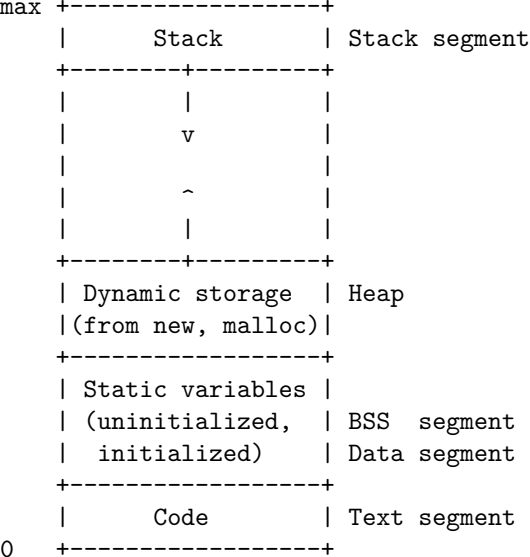 max +------------------+
    |      Stack       | Stack segment
    +--------+---------+
    |        |         |
    |        v         |
    |                  |
    |        ^         |
    |        |         |
    +--------+---------+
    | Dynamic storage  | Heap
    |(from new, malloc)|
    +------------------+
    | Static variables |
    | (uninitialized,  | BSS  segment
    |  initialized)    | Data segment
    +------------------+
    |      Code        | Text segment
0   +------------------+